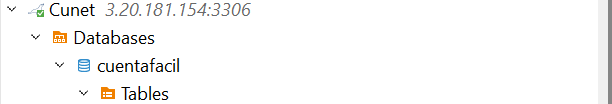 Cunet 3.20.181.154:3306
Databases
cuentafacil
Tables